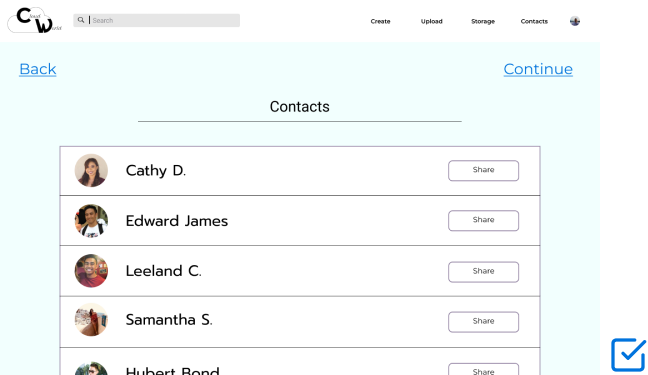 Cloud
World
Search
Create Upload Storage Contacts
Back Continue
Contacts
Cathy D. Share
Edward James Share
Leeland C. Share
Samantha S. Share
Hubert Bond Share